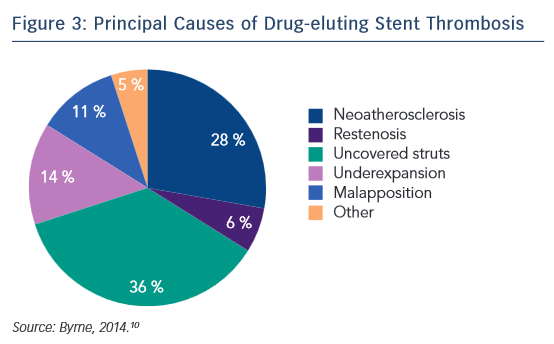 Figure 3: Principal Causes of Drug-eluting Stent Thrombosis
5 %
11 %
28 %
14 %
6 %
36 %
Neoatherosclerosis
Restenosis
Uncovered struts
Underexpansion
Malapposition
Other
Source: Byrne, 2014.¹⁰